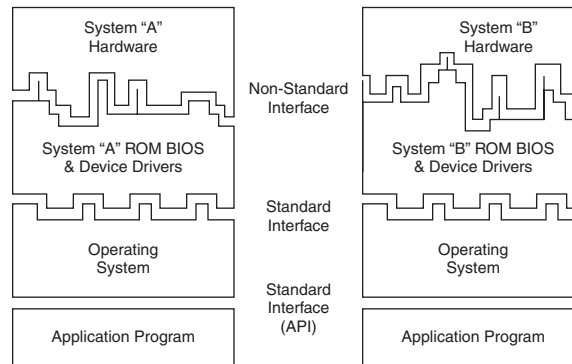 System “A”
Hardware
System “B”
Hardware
Non-Standard
Interface
System “A” ROM BIOS
& Device Drivers
System “B” ROM BIOS
& Device Drivers
Standard
Interface
Operating
System
Operating
System
Standard
Interface
(API)
Application Program
Application Program